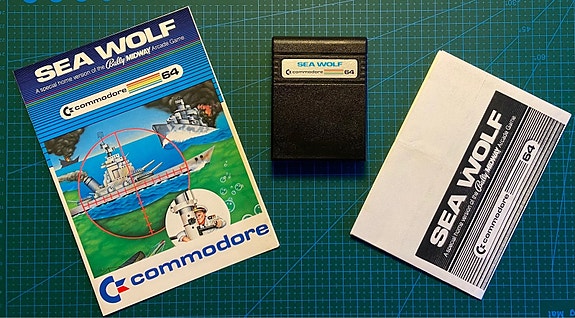 SEA WOLF
A special home version of the Bally MIDWAY Arcade Game
commodore 64
commodore
SEA WOLF
commodore 64
SEA WOLF
A special home version of the Bally MIDWAY Arcade Game
commodore 64